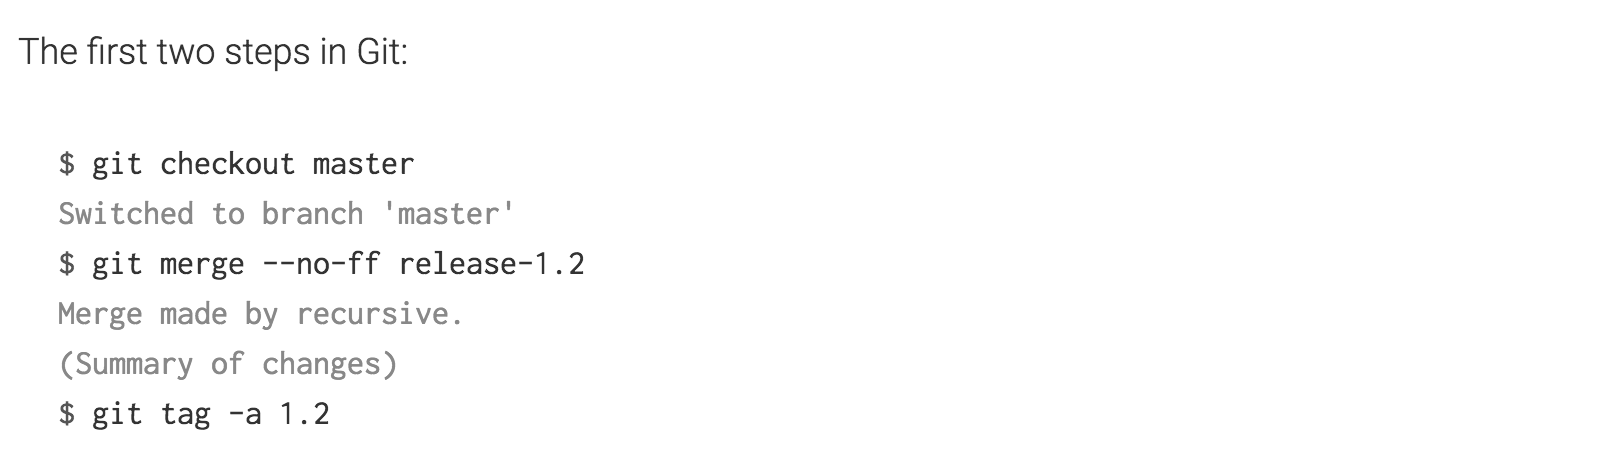 The first two steps in Git:
$ git checkout master
Switched to branch 'master'
$ git merge --no-ff release-1.2
Merge made by recursive.
(Summary of changes)
$ git tag -a 1.2